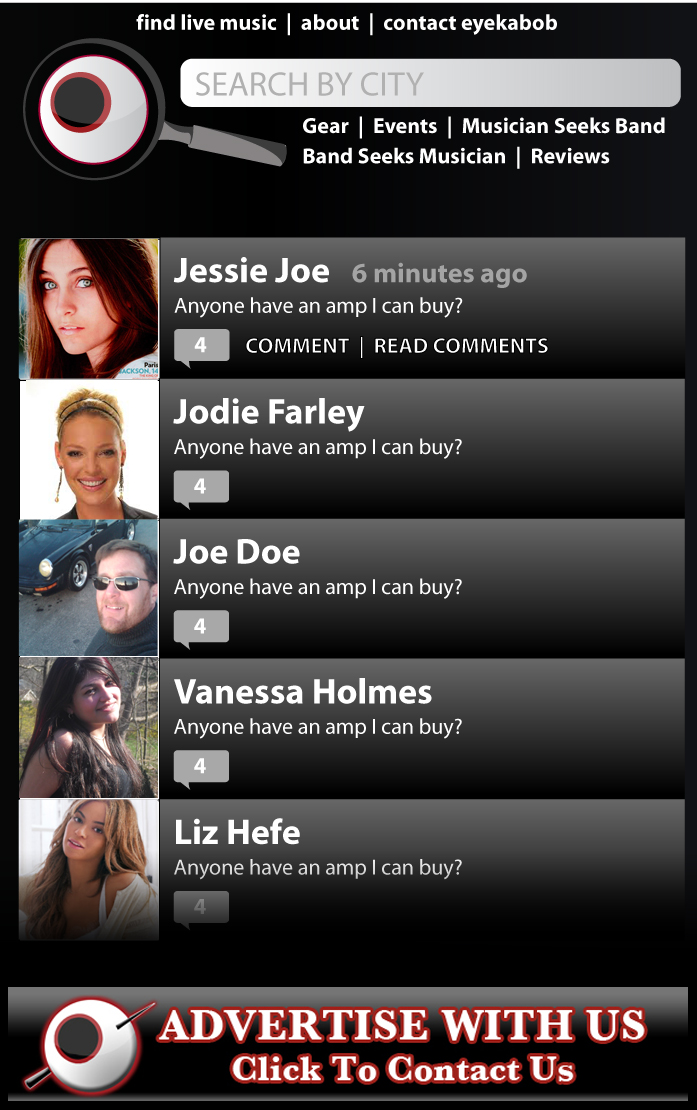 find live music | about | contact eyekabob
SEARCH BY CITY
Gear | Events | Musician Seeks Band
Band Seeks Musician | Reviews
Jessie Joe 6 minutes ago
Anyone have an amp I can buy?
4 COMMENT | READ COMMENTS
Paris
JACKSON, 14
Jodie Farley
Anyone have an amp I can buy?
4
Joe Doe
Anyone have an amp I can buy?
4
Vanessa Holmes
Anyone have an amp I can buy?
4
Liz Hefe
Anyone have an amp I can buy?
4
ADVERTISE WITH US
Click To Contact Us